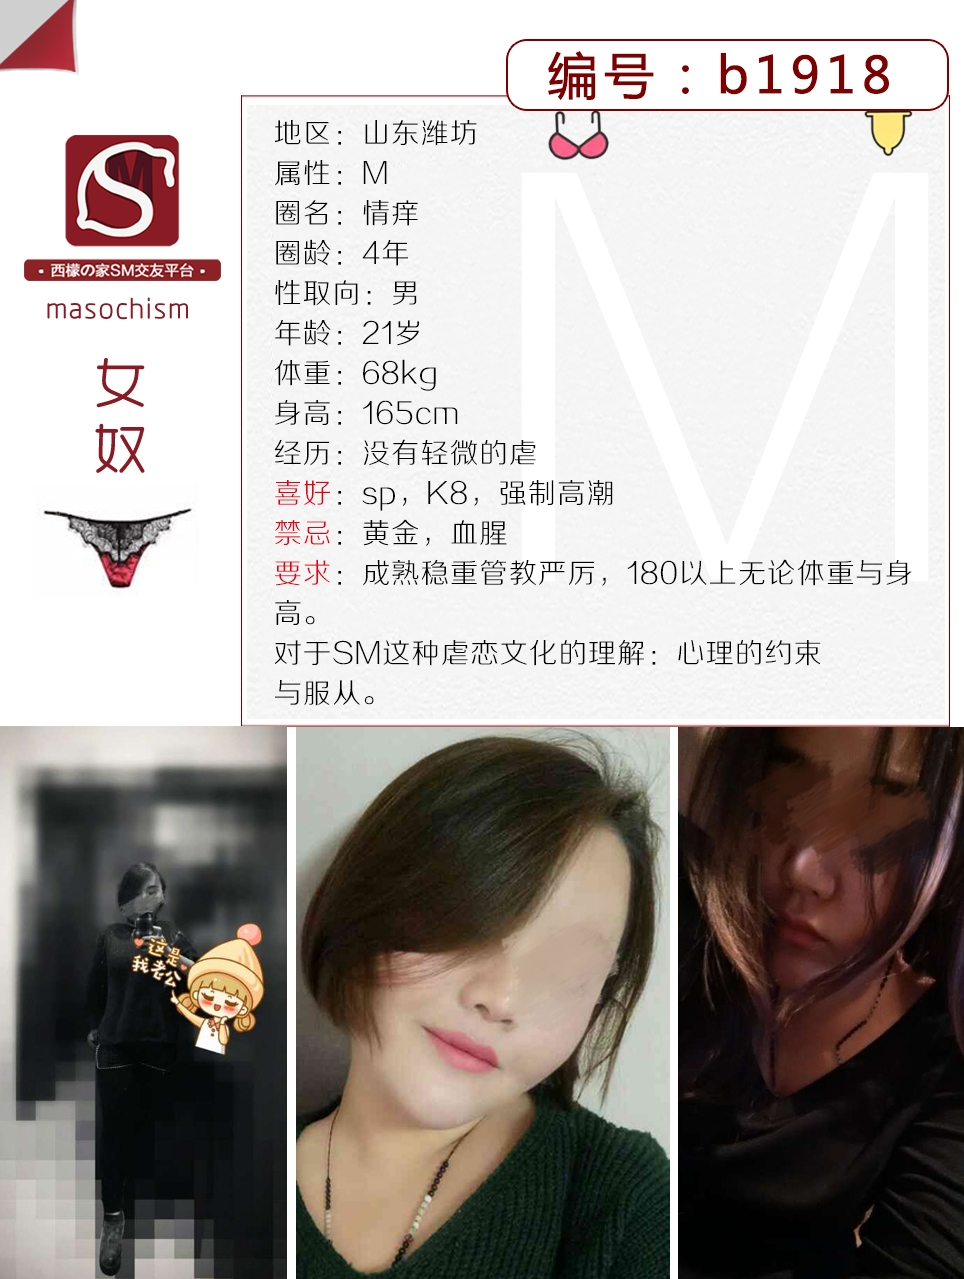 编号：b1918
S
M
·西檬の家SM交友平台·
masochism
女
奴
地区：山东潍坊
属性：M
圈名：情痒
圈龄：4年
性取向：男
年龄：21岁
体重：68kg
身高：165cm
经历：没有轻微的虐
喜好：sp，K8，强制高潮
禁忌：黄金，血腥
要求：成熟稳重管教严厉，180以上无论体重与身
高。
对于SM这种虐恋文化的理解：心理的约束
与服从。
M
这是
我老公